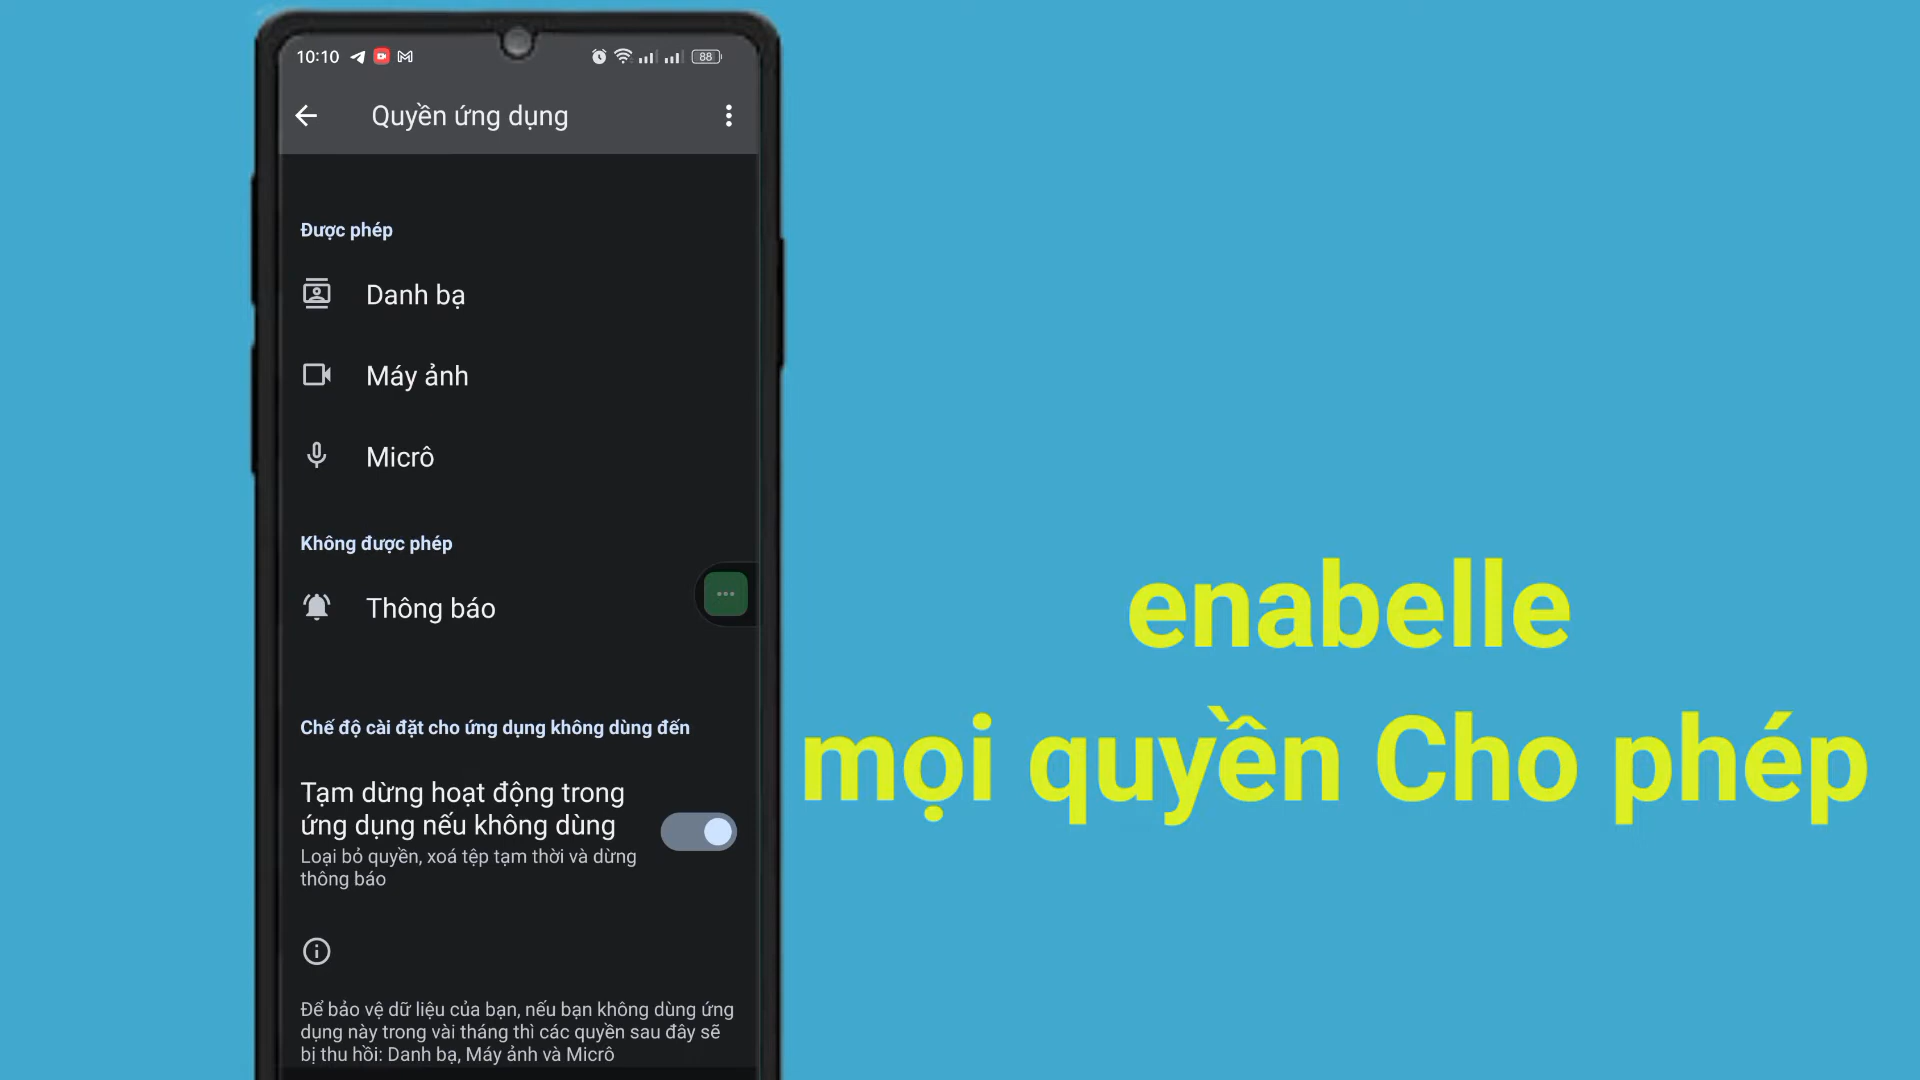 10:10
88
Quyền ứng dụng
Được phép
Danh bạ
Máy ảnh
Micrô
Không được phép
Thông báo
Chế độ cài đặt cho ứng dụng không dùng đến
Tạm dừng hoạt động trong
ứng dụng nếu không dùng
Loại bỏ quyền, xoá tệp tạm thời và dừng
thông báo
Để bảo vệ dữ liệu của bạn, nếu bạn không dùng ứng
dụng này trong vài tháng thì các quyền sau đây sẽ
bị thu hồi: Danh bạ, Máy ảnh và Micrô
enabelle
mọi quyền Cho phép